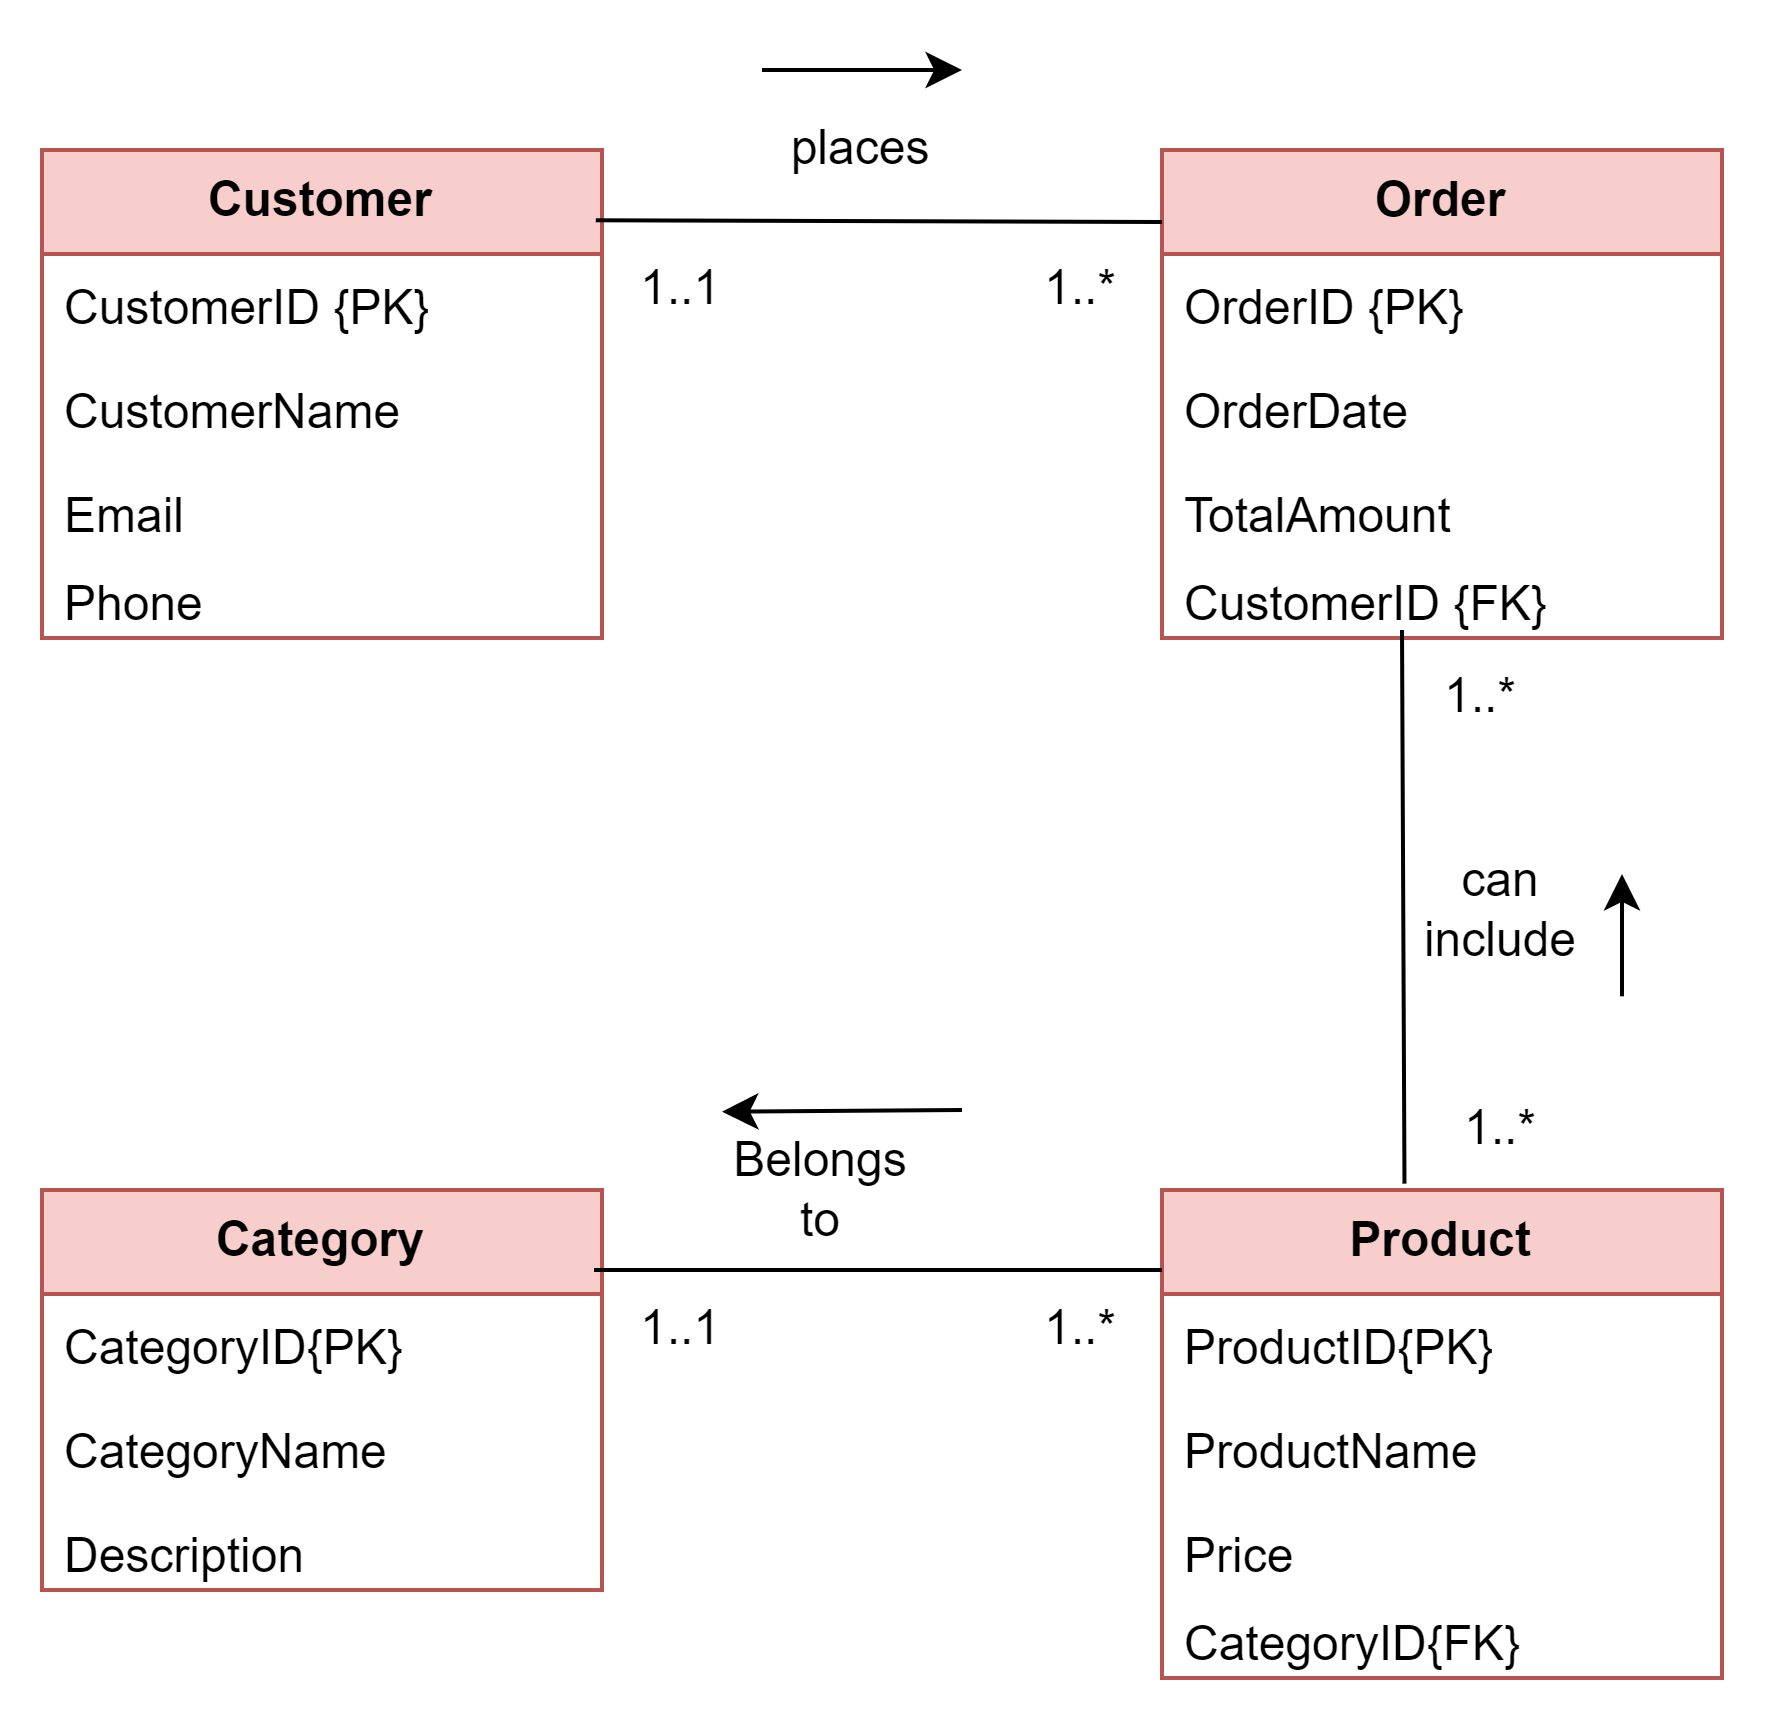 places
Customer
Order
1..1
1..*
CustomerID {PK}
CustomerName
Email
Phone
OrderID {PK}
OrderDate
TotalAmount
CustomerID {FK}
1..*
can
include
1..*
Belongs
to
Category
Product
1..1
1..*
CategoryID{PK}
CategoryName
Description
ProductID{PK}
ProductName
Price
CategoryID{FK}